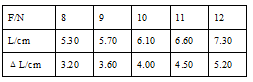 F/N 8 9 10 11 12
L/cm 5.30 5.70 6.10 6.60 7.30
△L/cm 3.20 3.60 4.00 4.50 5.20